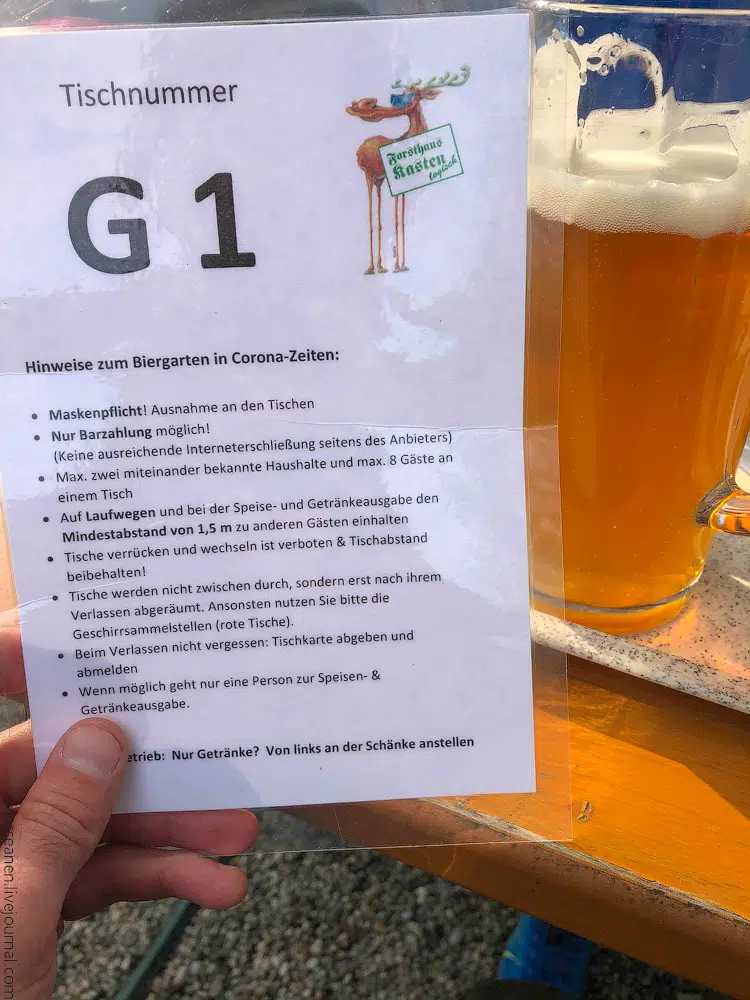 Tischnummer
G 1
Forsthaus
Kasten
logisch
Hinweise zum Biergarten in Corona-Zeiten:
• Maskenpflicht! Ausnahme an den Tischen
• Nur Barzahlung möglich!
(Keine ausreichende Interneterschließung seitens des Anbieters)
• Max. zwei miteinander bekannte Haushalte und max. 8 Gäste an
einem Tisch
• Auf Laufwegen und bei der Speise- und Getränkeausgabe den
Mindestabstand von 1,5 m zu anderen Gästen einhalten
• Tische verrücken und wechseln ist verboten & Tischabstand
beibehalten!
• Tische werden nicht zwischen durch, sondern erst nach ihrem
Verlassen abgeräumt. Ansonsten nutzen Sie bitte die
Geschirrsammelstellen (rote Tische).
• Beim Verlassen nicht vergessen: Tischkarte abgeben und
abmelden
• Wenn möglich geht nur eine Person zur Speisen- &
Getränkeausgabe.
etrieb: Nur Getränke? Von links an der Schänke anstellen
eanen.livejournal.com